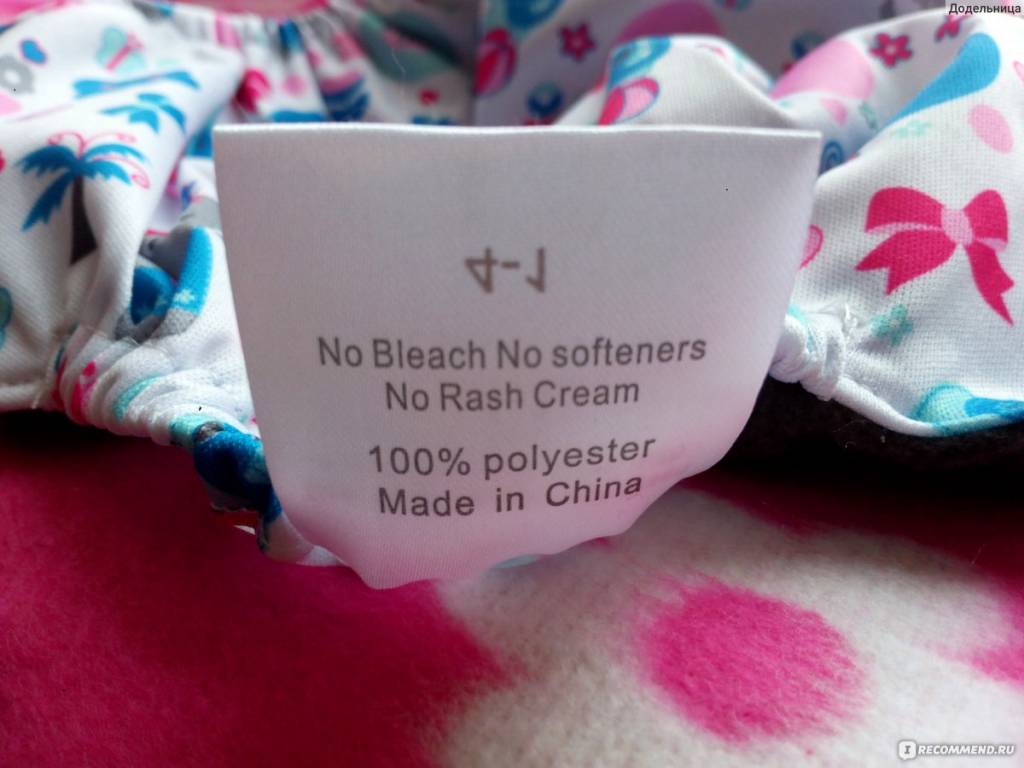 Додельница
4-1
No Bleach No softeners
No Rash Cream
100% polyester
Made in China
RECOMMEND.RU